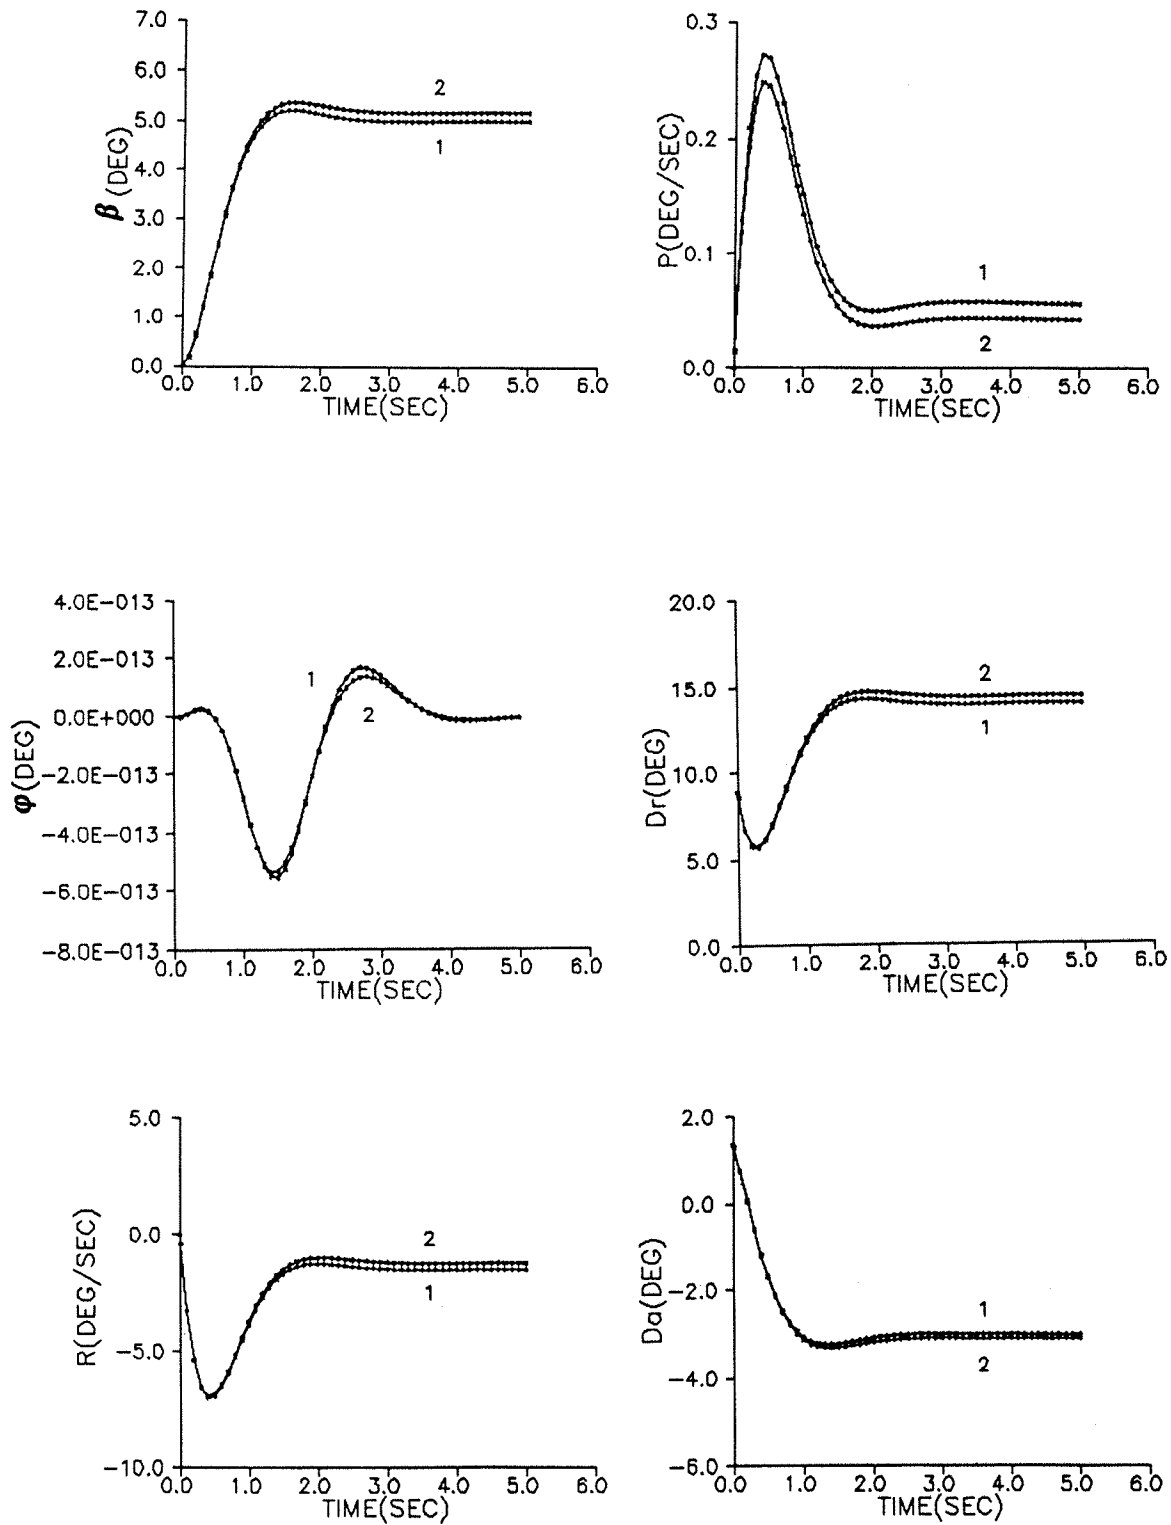 7.0
6.0
5.0
4.0
3.0
2.0
1.0
0.0
β (DEG)
2
1
0.0 1.0 2.0 3.0 4.0 5.0 6.0
TIME(SEC)
0.3
0.2
0.1
0.0
P(DEG/SEC)
1
2
0.0 1.0 2.0 3.0 4.0 5.0 6.0
TIME(SEC)
4.0E-013
2.0E-013
0.0E+000
-2.0E-013
-4.0E-013
-6.0E-013
-8.0E-013
φ(DEG)
1
2
0.0 1.0 2.0 3.0 4.0 5.0 6.0
TIME(SEC)
20.0
15.0
10.0
5.0
0.0
Dr(DEG)
2
1
0.0 1.0 2.0 3.0 4.0 5.0 6.0
TIME(SEC)
5.0
0.0
-5.0
-10.0
R(DEG/SEC)
2
1
0.0 1.0 2.0 3.0 4.0 5.0 6.0
TIME(SEC)
2.0
0.0
-2.0
-4.0
-6.0
Da(DEG)
1
2
0.0 1.0 2.0 3.0 4.0 5.0 6.0
TIME(SEC)